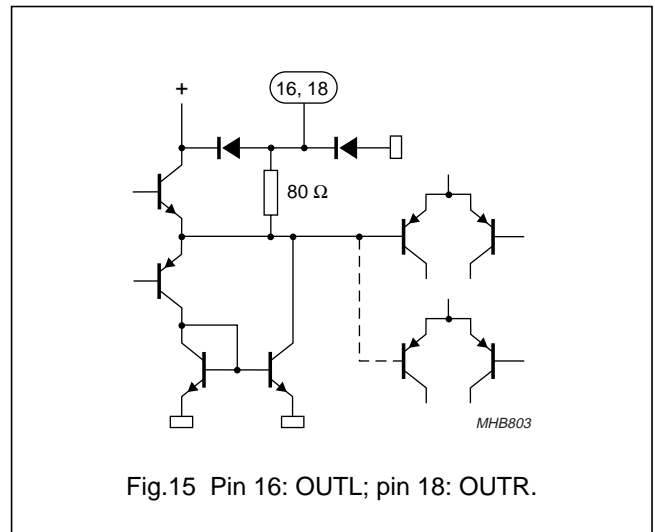 +
16, 18
80 Ω
MHB803
Fig.15 Pin 16: OUTL; pin 18: OUTR.